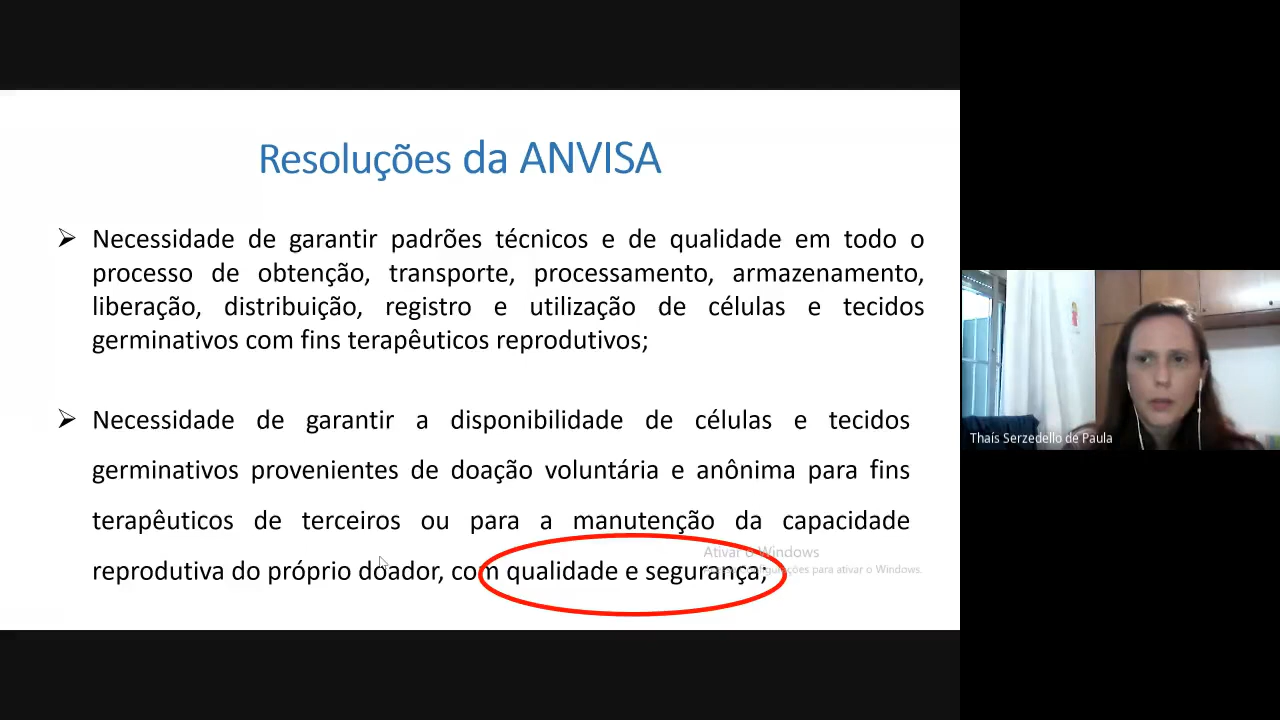 Resoluções da ANVISA
Necessidade de garantir padrões técnicos e de qualidade em todo o
processo de obtenção, transporte, processamento, armazenamento,
liberação, distribuição, registro e utilização de células e tecidos
germinativos com fins terapêuticos reprodutivos;
Necessidade de garantir a disponibilidade de células e tecidos
germinativos provenientes de doação voluntária e anônima para fins
terapêuticos de terceiros ou para a manutenção da capacidade
reprodutiva do próprio doador, com qualidade e segurança;
Ativar o Windows
para ativar o Windows.
Thaís Serzedello de Paula